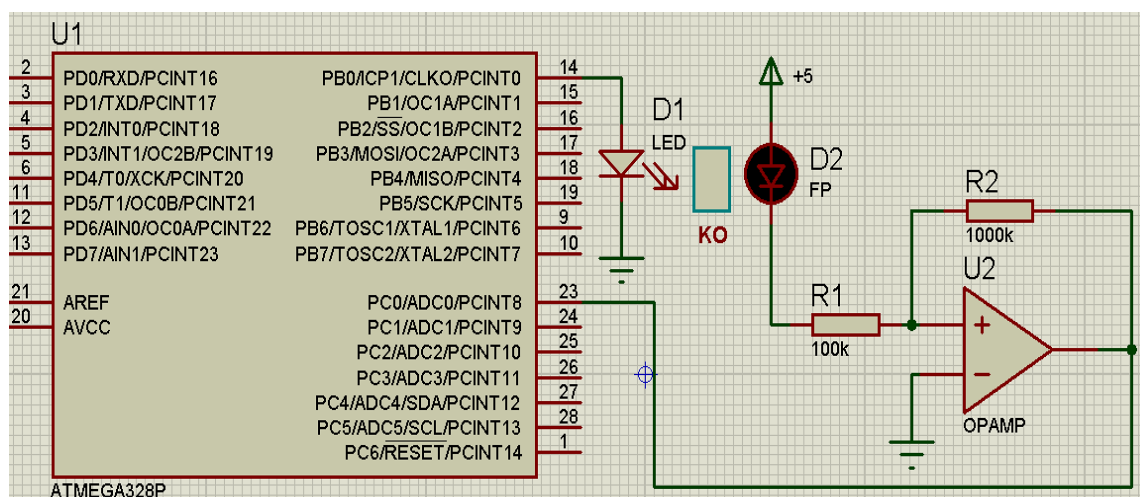 U1
2 PD0/RXD/PCINT16 PB0/ICP1/CLKO/PCINT0 14
3 PD1/TXD/PCINT17 PB1/OC1A/PCINT1 15
4 PD2/INT0/PCINT18 PB2/SS/OC1B/PCINT2 16
5 PD3/INT1/OC2B/PCINT19 PB3/MOSI/OC2A/PCINT3 17
6 PD4/T0/XCK/PCINT20 PB4/MISO/PCINT4 18
11 PD5/T1/OC0B/PCINT21 PB5/SCK/PCINT5 19
12 PD6/AIN0/OC0A/PCINT22 PB6/TOSC1/XTAL1/PCINT6 9
13 PD7/AIN1/PCINT23 PB7/TOSC2/XTAL2/PCINT7 10
21 AREF PC0/ADC0/PCINT8 23
20 AVCC PC1/ADC1/PCINT9 24
PC2/ADC2/PCINT10 25
PC3/ADC3/PCINT11 26
PC4/ADC4/SDA/PCINT12 27
PC5/ADC5/SCL/PCINT13 28
PC6/RESET/PCINT14 1
ATMEGA328P
D1
LED
KO
+5
D2
FP
R1
100k
R2
1000k
U2
+
−
OPAMP